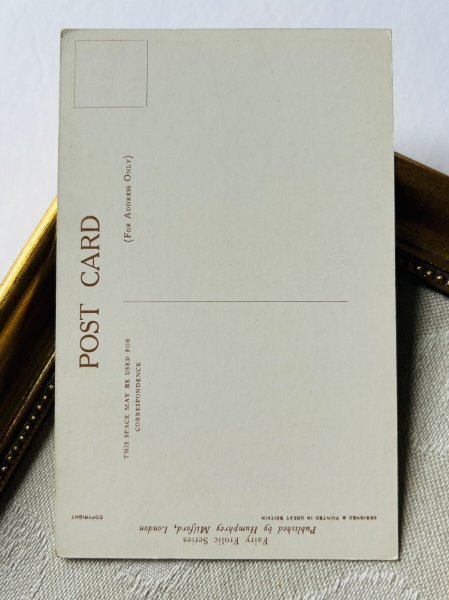 POST CARD
THIS SPACE MAY BE USED FOR
CORRESPONDENCE
(FOR ADDRESS ONLY)
Fairy Frolic Series
Published by Humphrey Milford, London
DESIGNED & PRINTED IN GREAT BRITAIN
COPYRIGHT